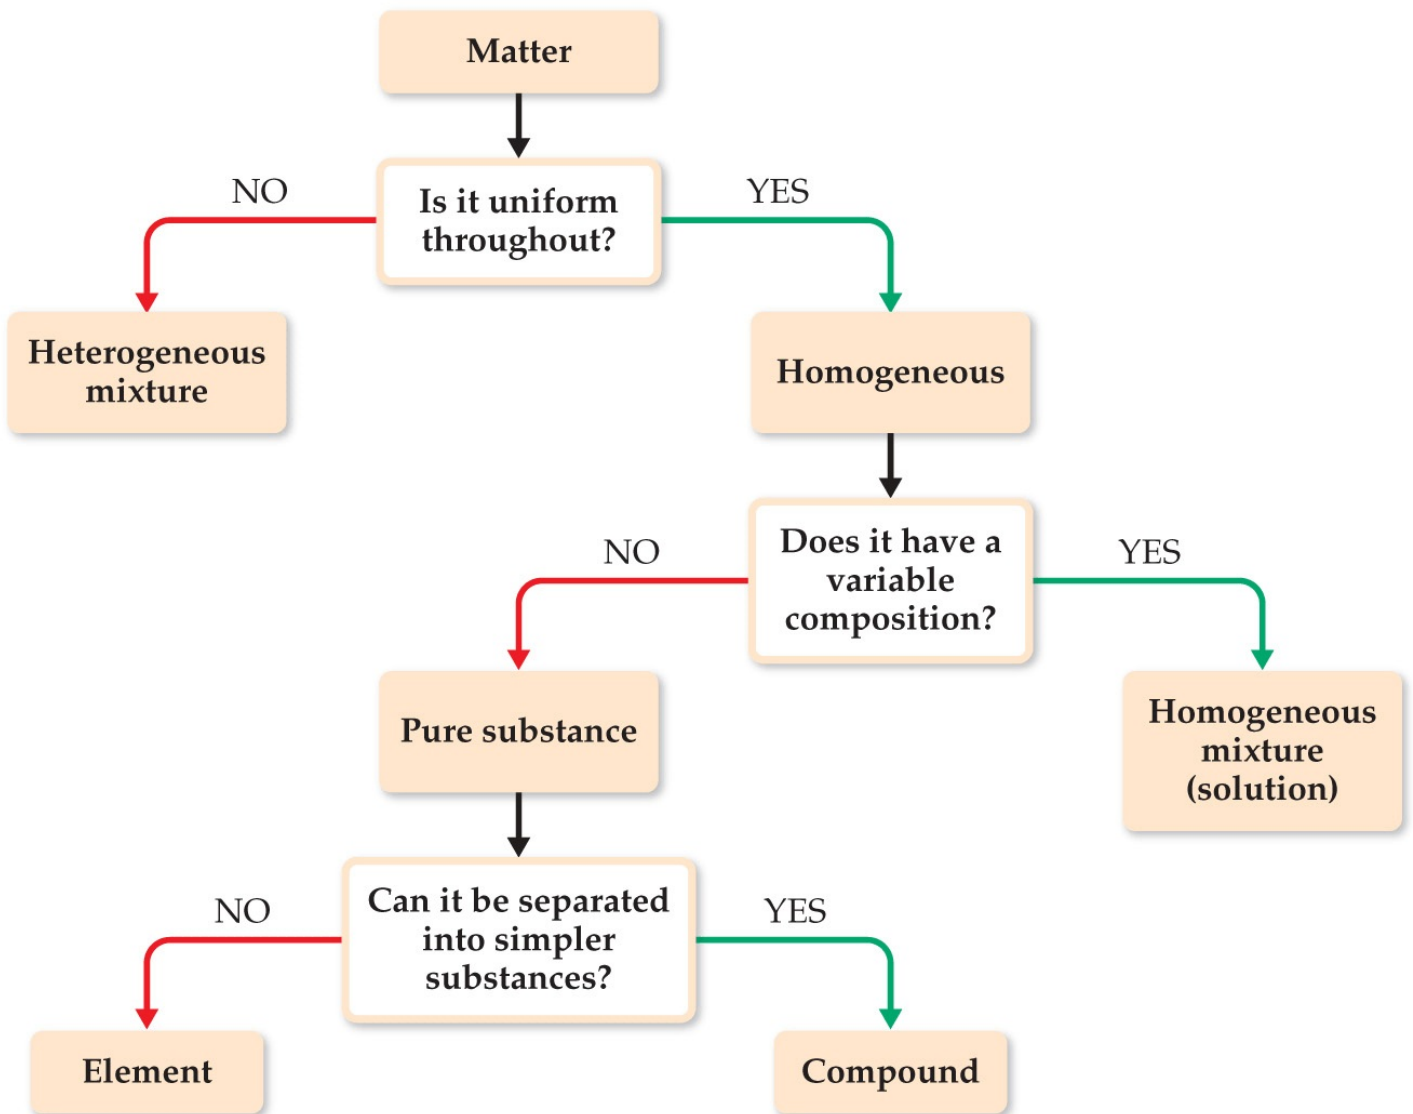 Matter
NO
YES
Is it uniform
throughout?
Heterogeneous
mixture
Homogeneous
NO
YES
Does it have a
variable
composition?
Pure substance
Homogeneous
mixture
(solution)
NO
YES
Can it be separated
into simpler
substances?
Element
Compound